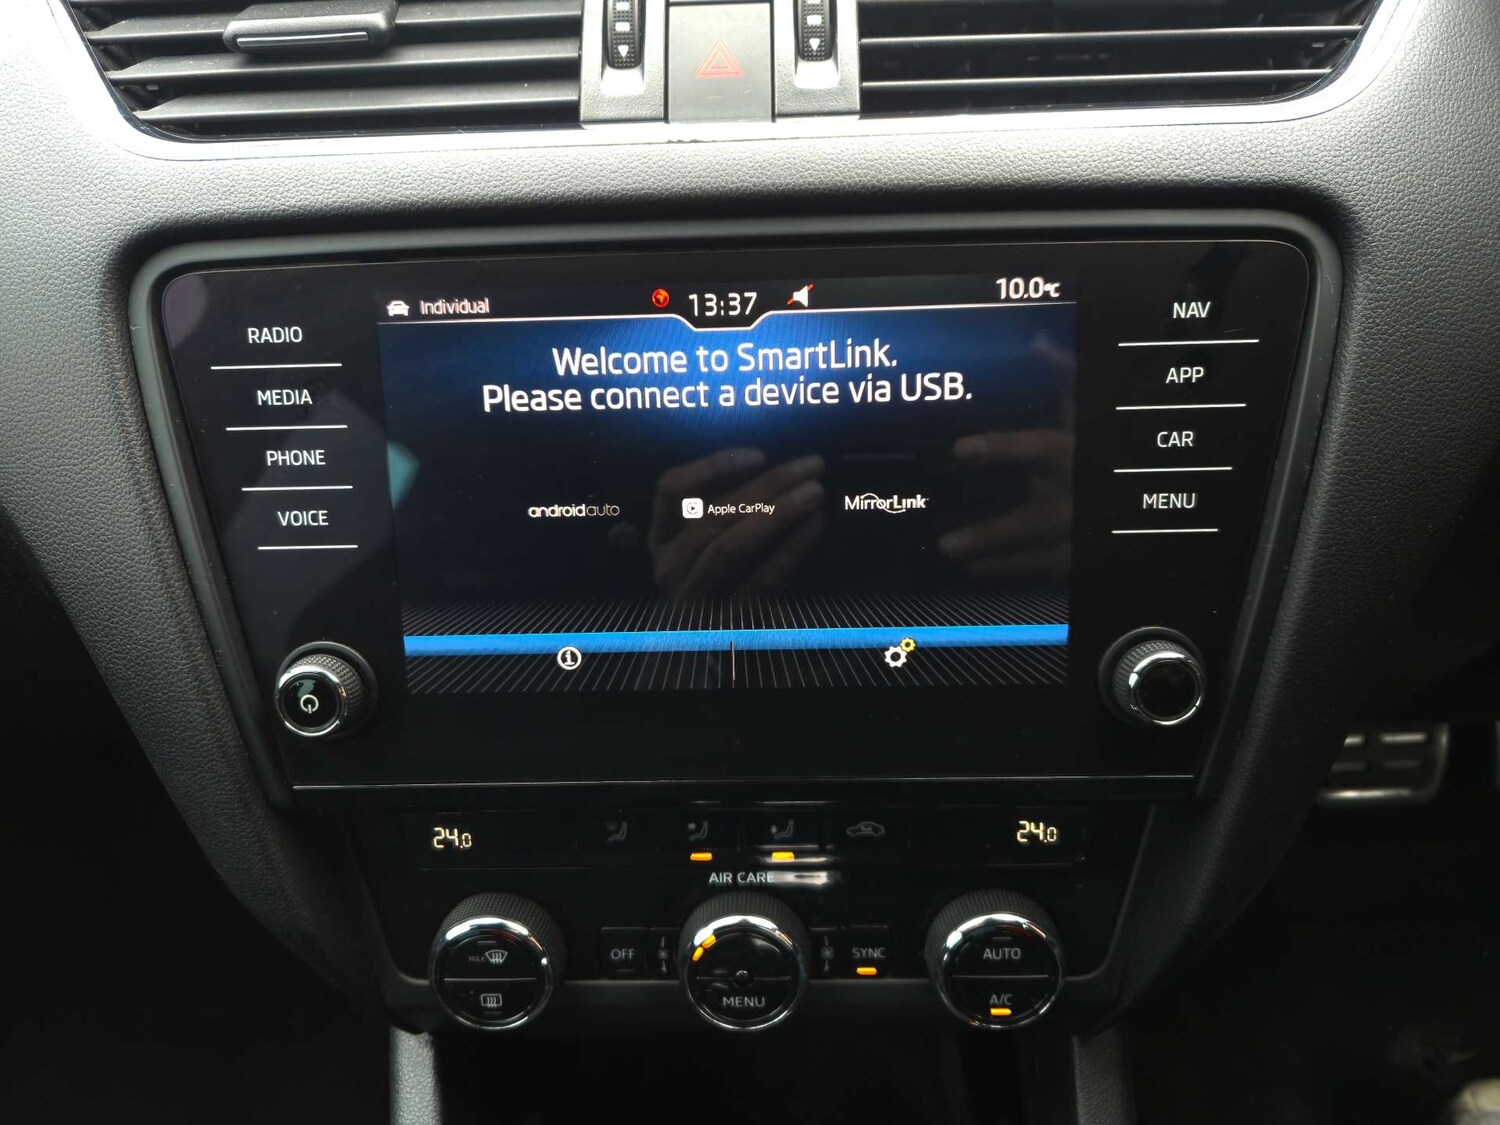 Individual
13:37
10.0°C
RADIO
MEDIA
PHONE
VOICE
Welcome to SmartLink.
Please connect a device via USB.
androidauto
Apple CarPlay
MirrorLink
NAV
APP
CAR
MENU
24.0
24.0
AIR CARE
MAX
OFF
MENU
SYNC
AUTO
A/C